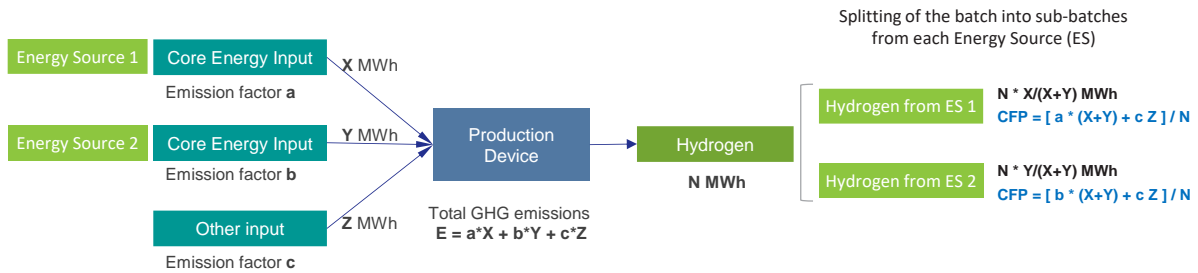 Splitting of the batch into sub-batches
from each Energy Source (ES)
Energy Source 1
Core Energy Input
X MWh
Emission factor a
Energy Source 2
Core Energy Input
Y MWh
Emission factor b
Other input
Z MWh
Emission factor c
Production
Device
Total GHG emissions
E = a*X + b*Y + c*Z
Hydrogen
N MWh
Hydrogen from ES 1
N * X/(X+Y) MWh
CFP = [ a * (X+Y) + c Z ] / N
Hydrogen from ES 2
N * Y/(X+Y) MWh
CFP = [ b * (X+Y) + c Z ] / N